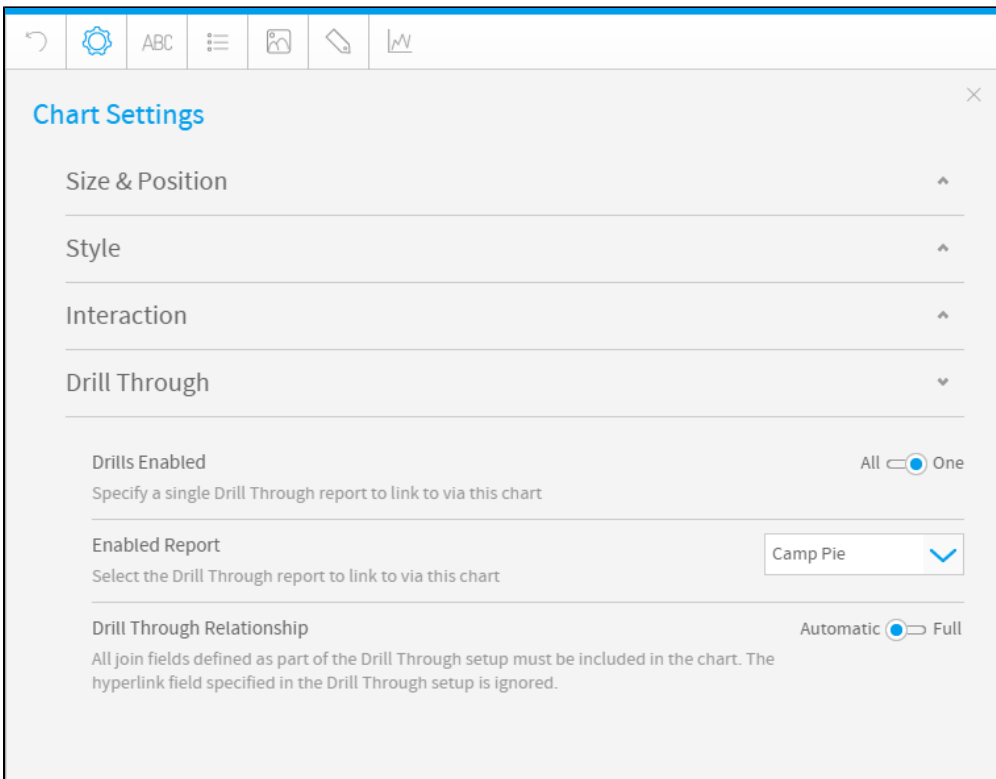 ABC
Chart Settings
Size & Position
Style
Interaction
Drill Through
Drills Enabled
All One
Specify a single Drill Through report to link to via this chart
Enabled Report
Camp Pie
Select the Drill Through report to link to via this chart
Drill Through Relationship
Automatic Full
All join fields defined as part of the Drill Through setup must be included in the chart. The
hyperlink field specified in the Drill Through setup is ignored.